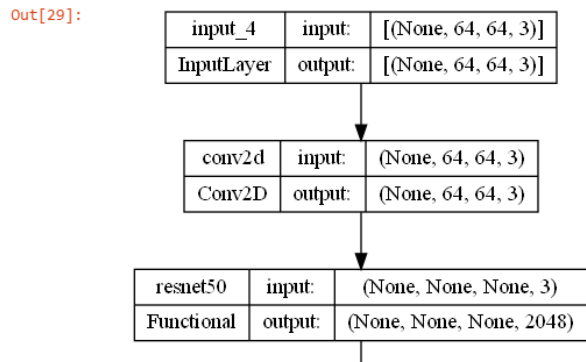 Out[29]:
input_4 input: [(None, 64, 64, 3)]
InputLayer output: [(None, 64, 64, 3)]
conv2d input: (None, 64, 64, 3)
Conv2D output: (None, 64, 64, 3)
resnet50 input: (None, None, None, 3)
Functional output: (None, None, None, 2048)